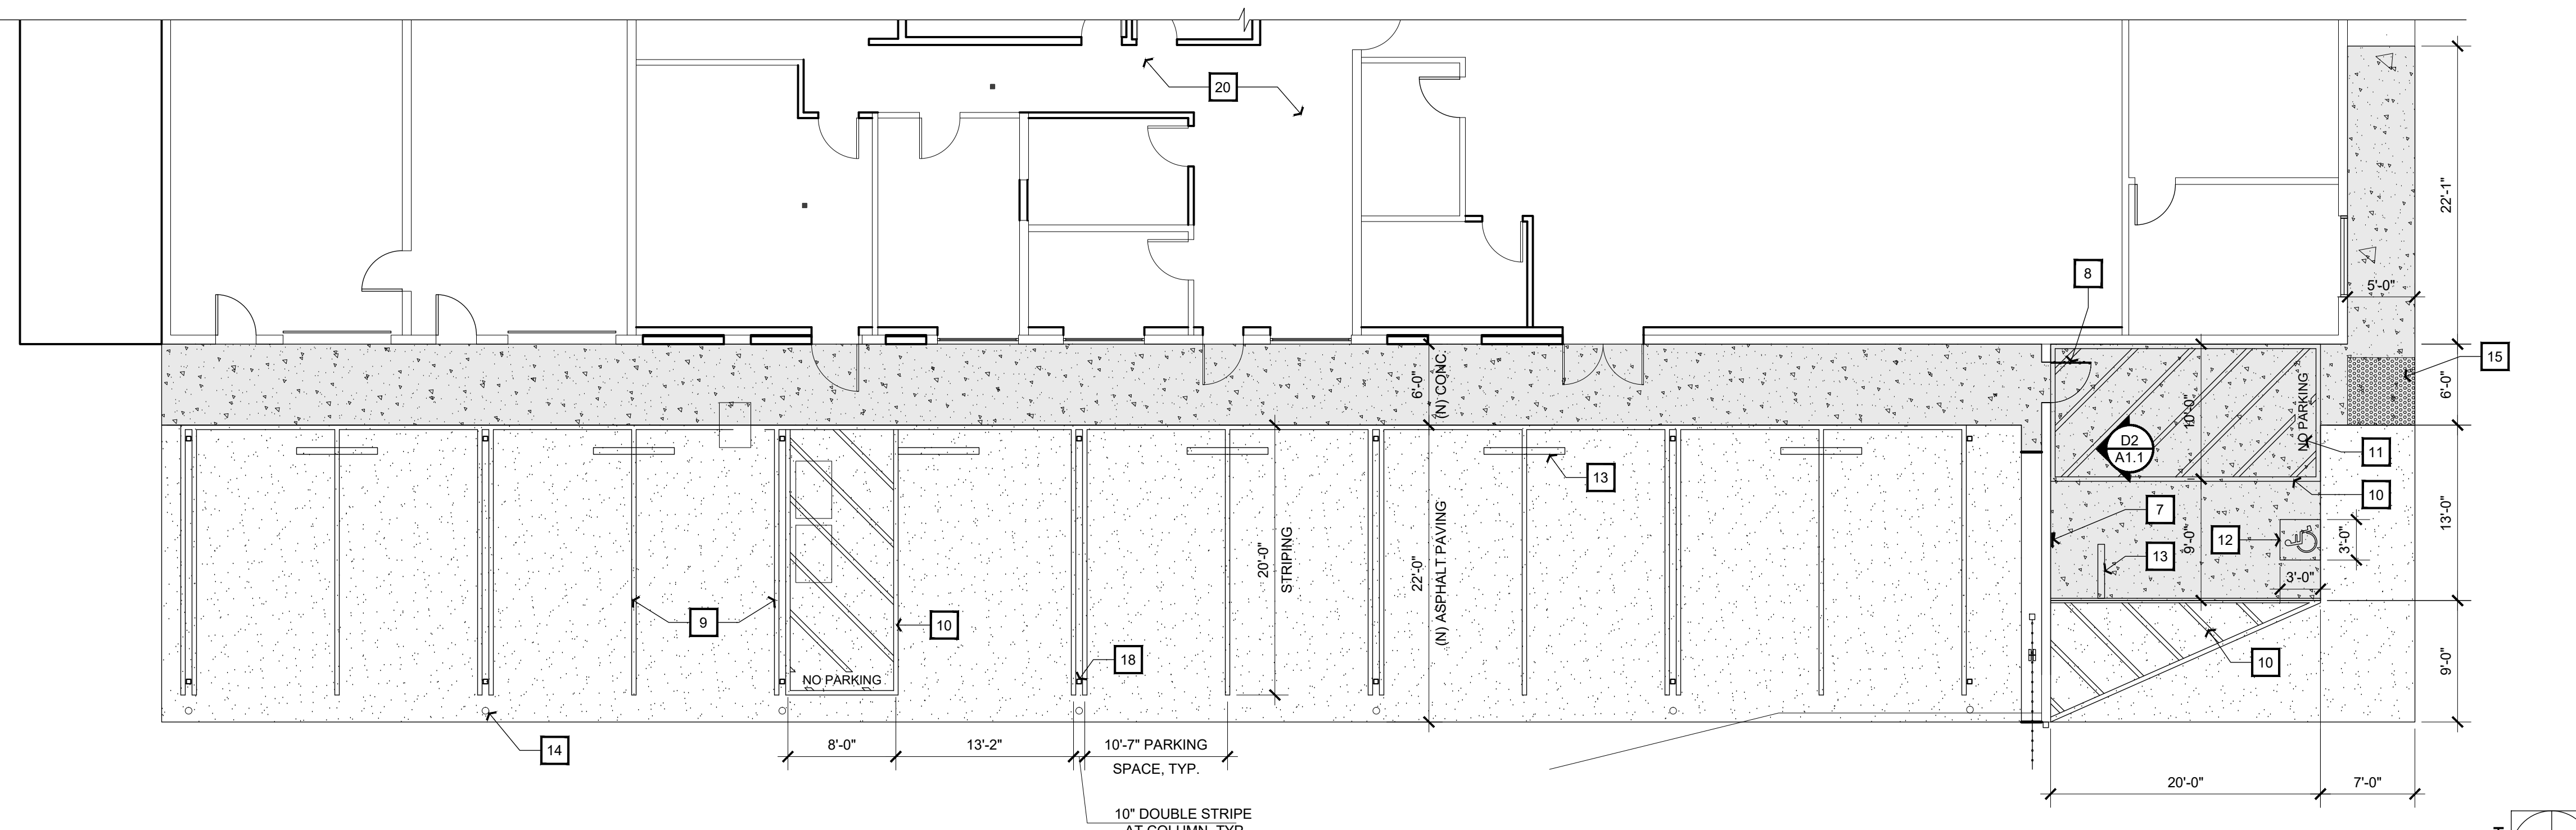 20
22'-1"
8
5'-0"
15
6'-0"
(N) CONC.
10'-0"
NO PARKING
6'-0"
D2
A1.1
11
13
10
7
13'-0"
20'-0"
STRIPING
22'-0"
(N) ASPHALT PAVING
9'-0"
12
3'-0"
13
3'-0"
9
10
18
NO PARKING
10
9'-0"
14
8'-0"
13'-2"
10'-7" PARKING
SPACE, TYP.
20'-0"
7'-0"
10" DOUBLE STRIPE
AT COLUMN, TYP.